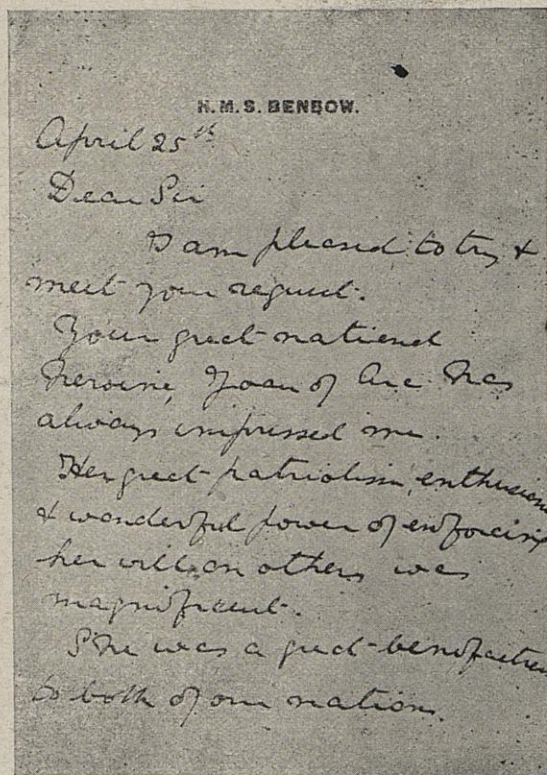 H.M.S. BENBOW.
April 25th
Dear Sir
I am pleased to try &
meet your request.
Your great national
heroine, Joan of Arc has
always impressed me.
Her great patriotism, enthusiasm
& wonderful power of enforcing
her will on others was
magnificent.
She was a great benefactress
to both of our nations.